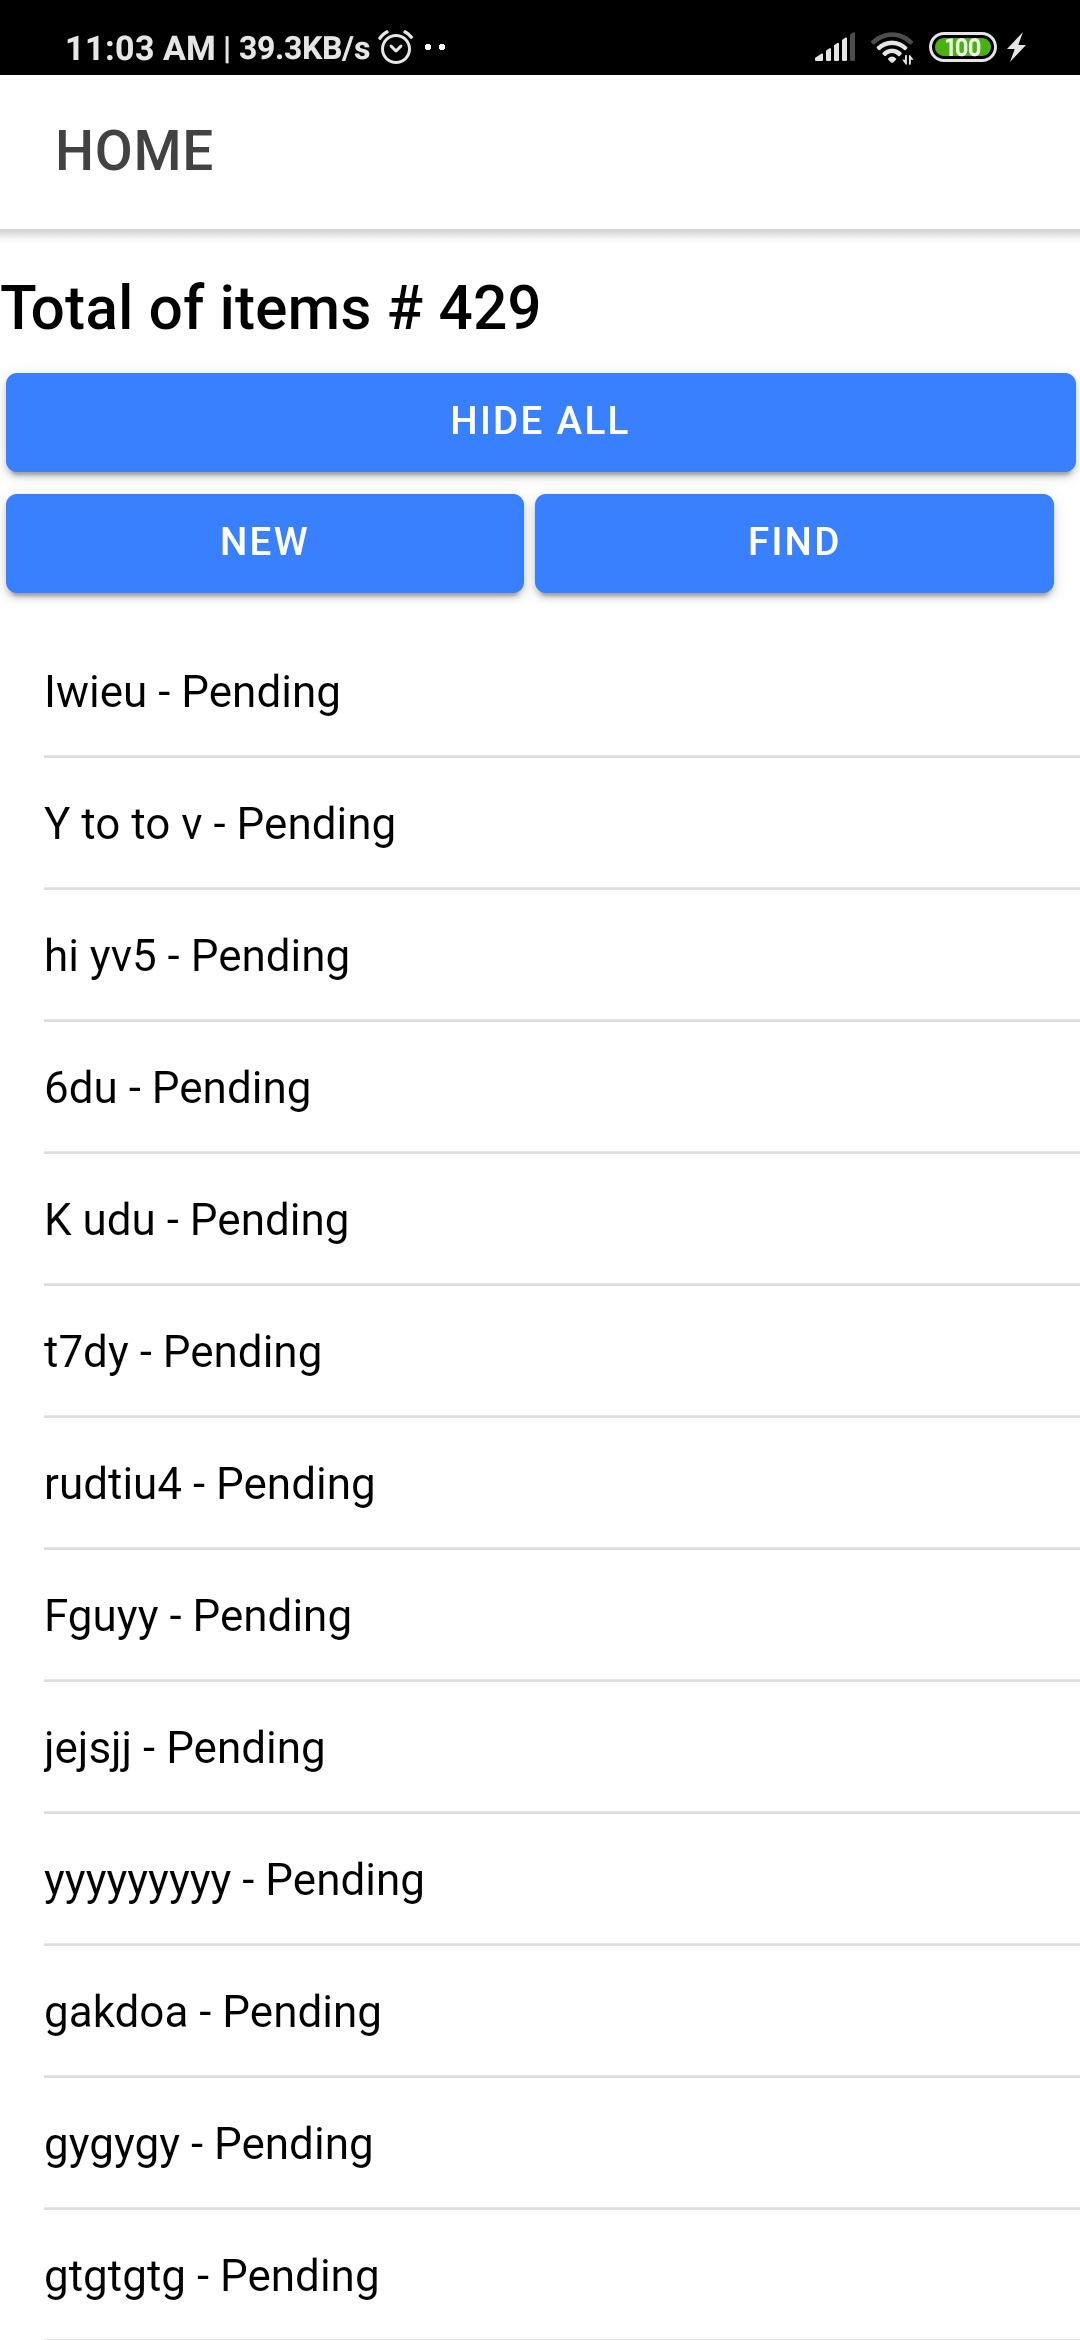 11:03 AM | 39.3KB/s 100
HOME
Total of items # 429
HIDE ALL
NEW FIND
Iwieu - Pending
Y to to v - Pending
hi yv5 - Pending
6du - Pending
K udu - Pending
t7dy - Pending
rudtiu4 - Pending
Fguyy - Pending
jejsjj - Pending
yyyyyyyyy - Pending
gakdoa - Pending
gygygy - Pending
gtgtgtg - Pending